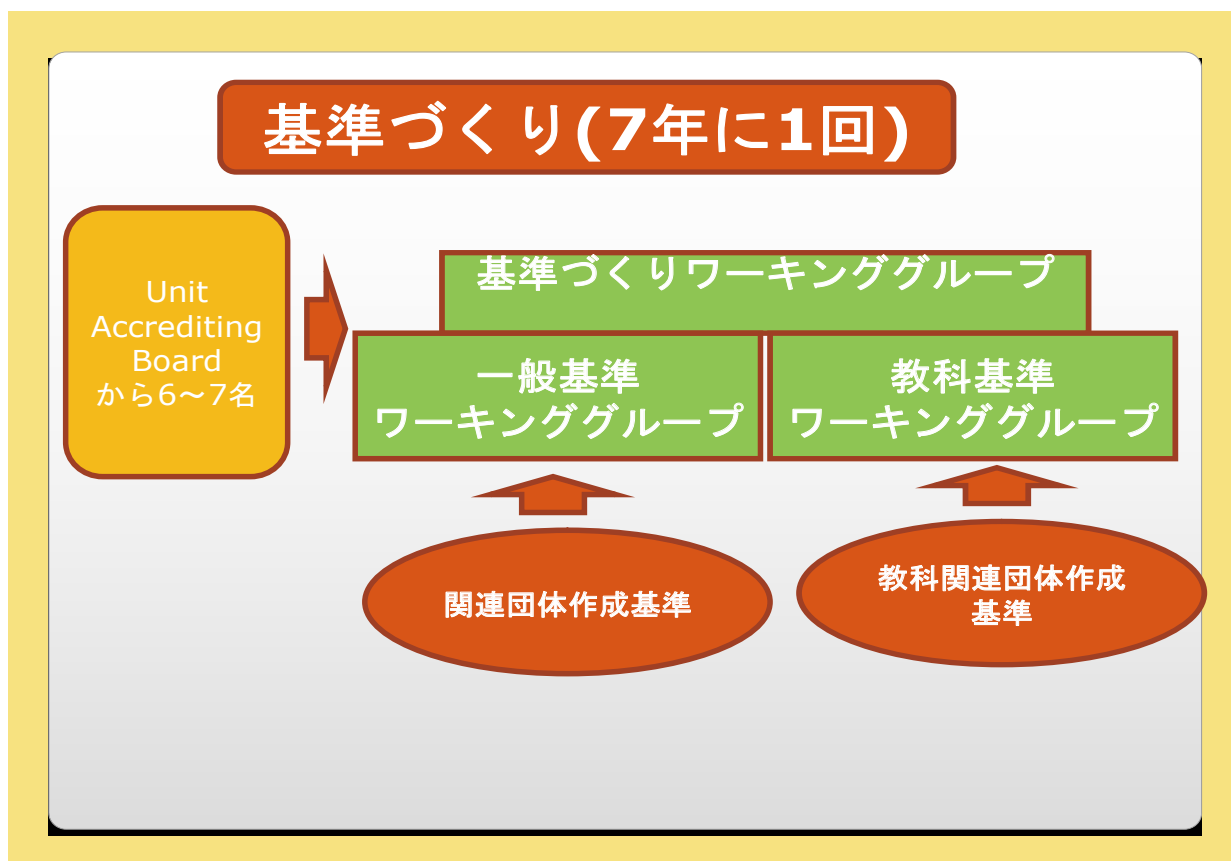 基準づくり(7年に1回)
Unit
Accrediting
Board
から6～7名
基準づくりワーキンググループ
一般基準
ワーキンググループ
教科基準
ワーキンググループ
関連団体作成基準
教科関連団体作成
基準